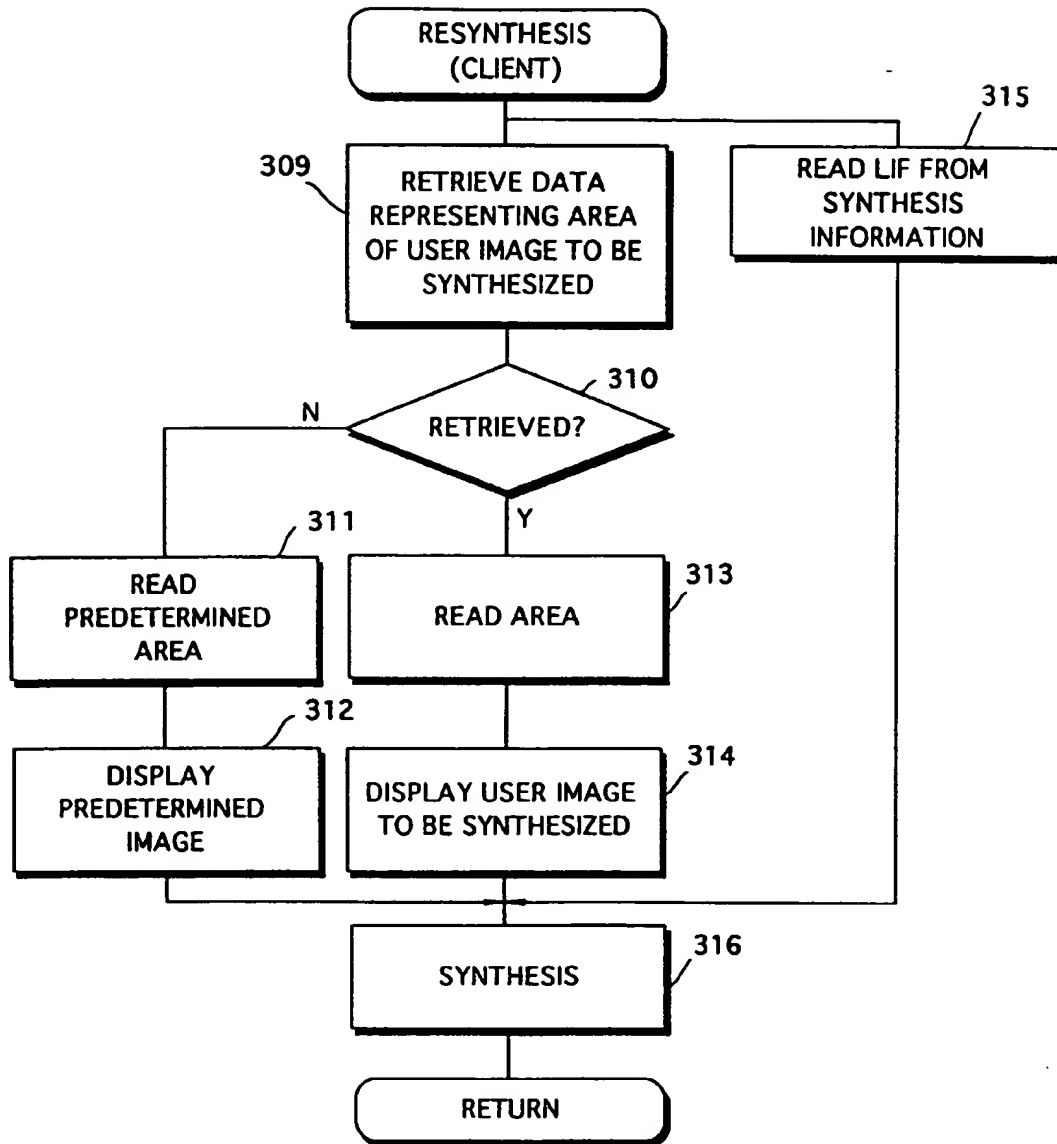 RESYNTHESIS
(CLIENT)
315
READ LIF FROM
SYNTHESIS
INFORMATION
309
RETRIEVE DATA
REPRESENTING AREA
OF USER IMAGE TO BE
SYNTHESIZED
310
RETRIEVED?
N
Y
311
READ
PREDETERMINED
AREA
313
READ AREA
312
DISPLAY
PREDETERMINED
IMAGE
314
DISPLAY USER IMAGE
TO BE SYNTHESIZED
316
SYNTHESIS
RETURN